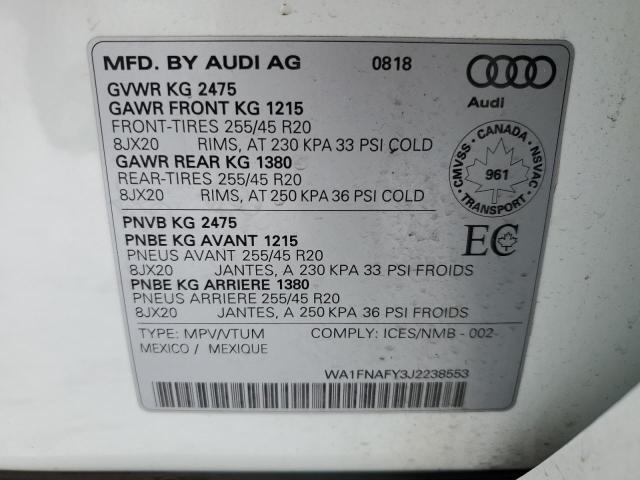 MFD. BY AUDI AG 0818
Audi
GVWR KG 2475
GAWR FRONT KG 1215
FRONT-TIRES 255/45 R20
8JX20 RIMS, AT 230 KPA 33 PSI COLD
GAWR REAR KG 1380
REAR-TIRES 255/45 R20
8JX20 RIMS, AT 250 KPA 36 PSI COLD
CMVSS - CANADA - NSVAC
961
TRANSPORT
PNVB KG 2475
PNBE KG AVANT 1215
PNEUS AVANT 255/45 R20
8JX20 JANTES, A 230 KPA 33 PSI FROIDS
PNBE KG ARRIERE 1380
PNEUS ARRIERE 255/45 R20
8JX20 JANTES, A 250 KPA 36 PSI FROIDS
EC
TYPE: MPV/VTUM COMPLY: ICES/NMB - 002-
MEXICO / MEXIQUE
WA1FNAFY3J2238553